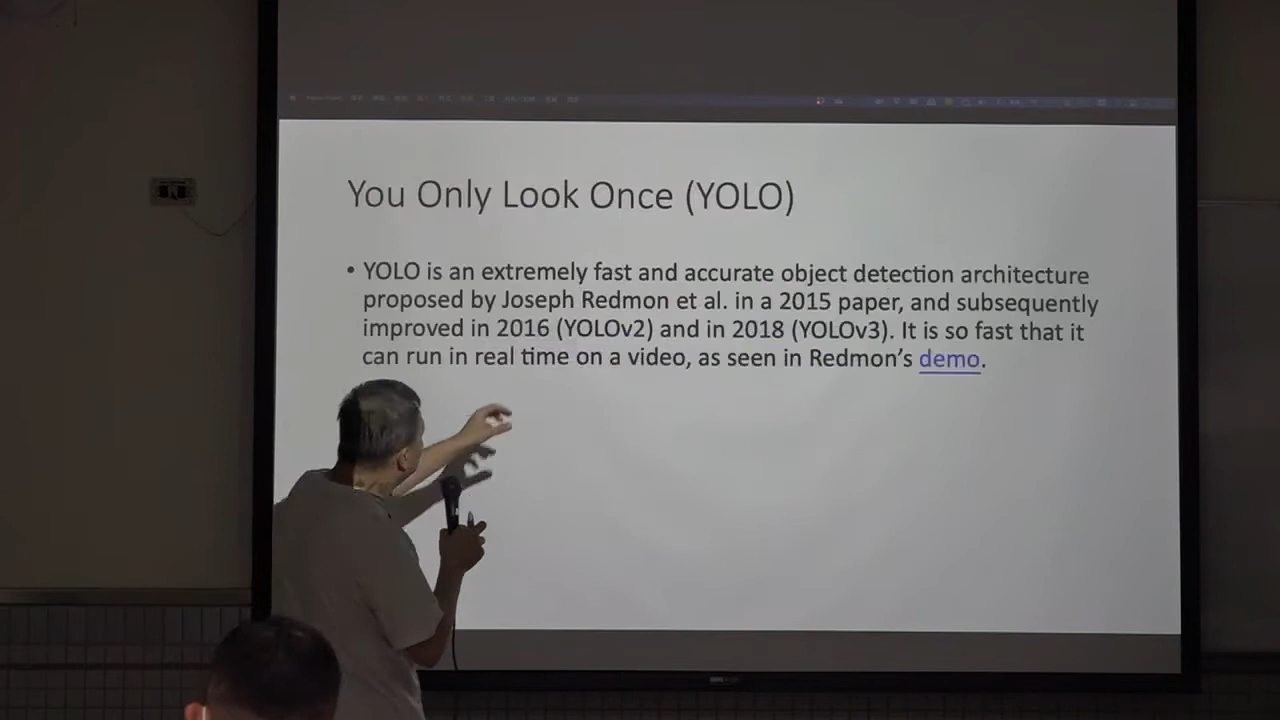 You Only Look Once (YOLO)
• YOLO is an extremely fast and accurate object detection architecture
proposed by Joseph Redmon et al. in a 2015 paper, and subsequently
improved in 2016 (YOLOv2) and in 2018 (YOLOv3). It is so fast that it
can run in real time on a video, as seen in Redmon’s demo.